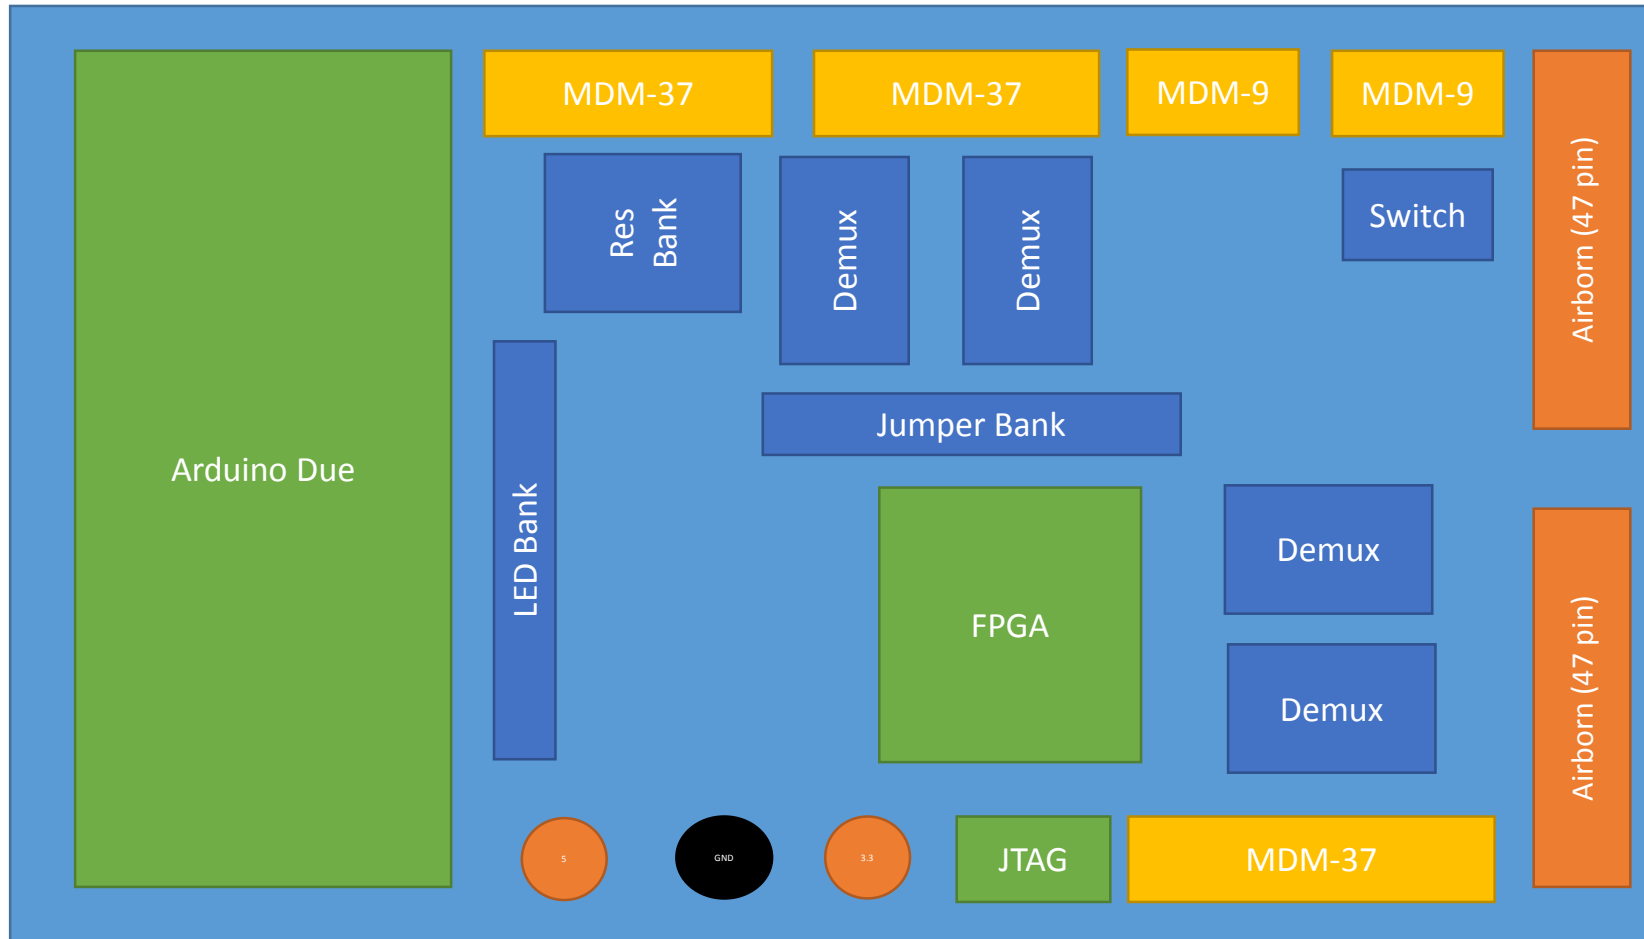 MDM-37
MDM-37
MDM-9
MDM-9
Airborn (47 pin)
Res
Bank
Demux
Demux
Switch
Jumper Bank
Arduino Due
LED Bank
FPGA
Demux
Demux
Airborn (47 pin)
5
GND
3.3
JTAG
MDM-37